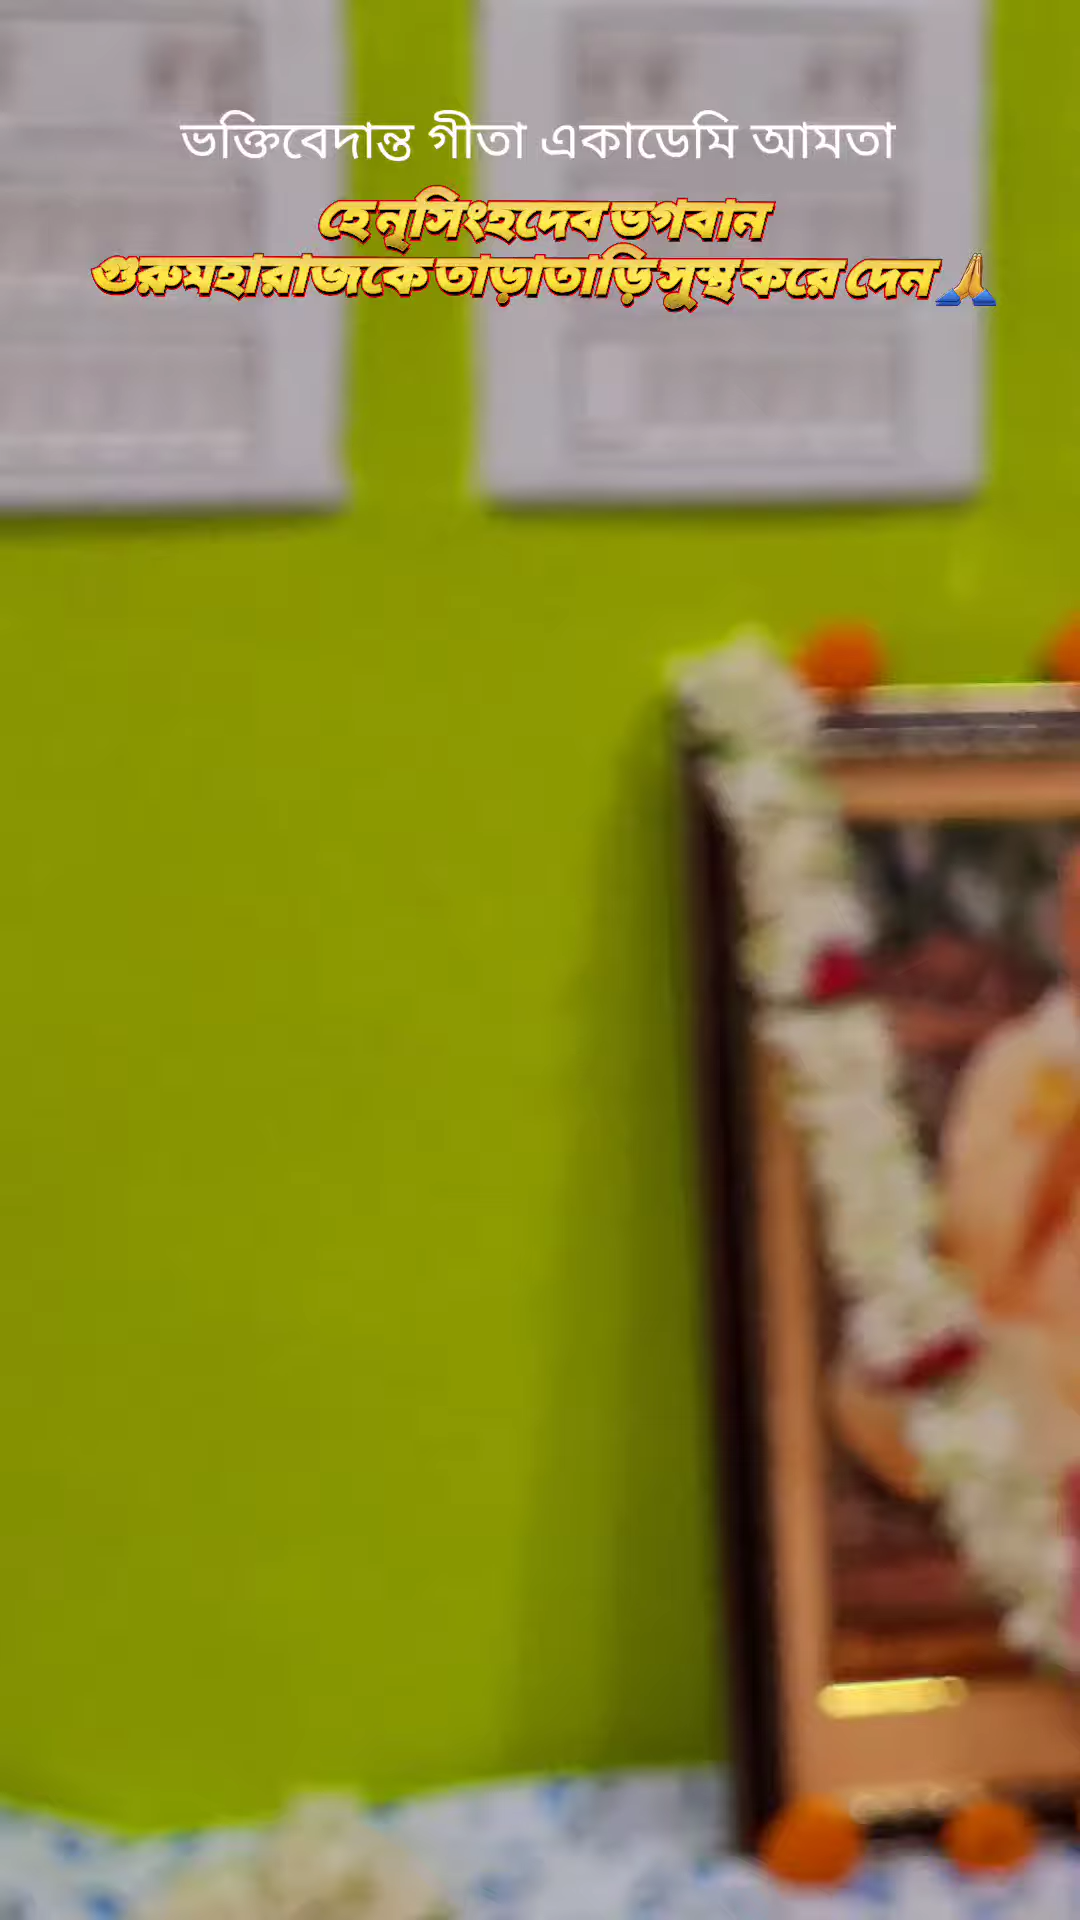 ভক্তিবেদান্ত গীতা একাডেমি আমতা
হে নৃসিংহদেব ভগবান
গুরুমহারাজকে তাড়াতাড়ি সুস্থ করে দেন 🙏